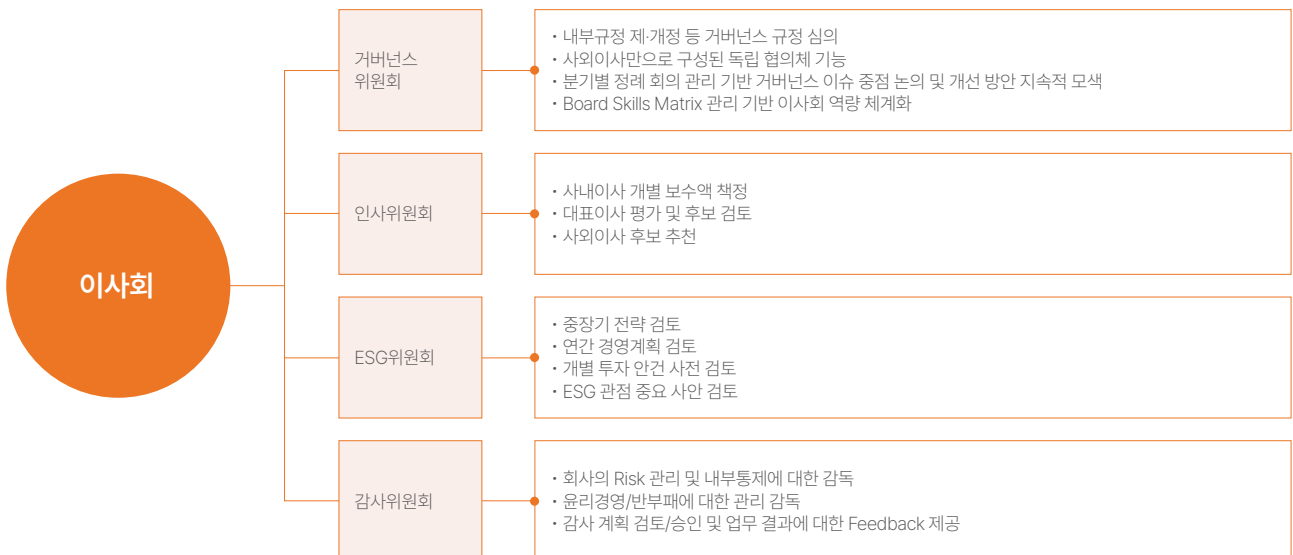 이사회
거버넌스
위원회
• 내부규정 제·개정 등 거버넌스 규정 심의
• 사외이사만으로 구성된 독립 협의체 기능
• 분기별 정례 회의 관리 기반 거버넌스 이슈 중점 논의 및 개선 방안 지속적 모색
• Board Skills Matrix 관리 기반 이사회 역량 체계화
인사위원회
• 사내이사 개별 보수액 책정
• 대표이사 평가 및 후보 검토
• 사외이사 후보 추천
ESG위원회
• 중장기 전략 검토
• 연간 경영계획 검토
• 개별 투자 안건 사전 검토
• ESG 관점 중요 사안 검토
감사위원회
• 회사의 Risk 관리 및 내부통제에 대한 감독
• 윤리경영/반부패에 대한 관리 감독
• 감사 계획 검토/승인 및 업무 결과에 대한 Feedback 제공